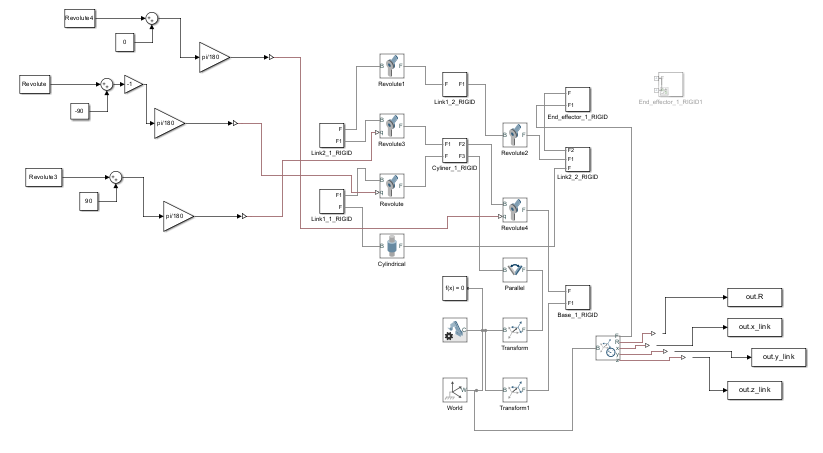 Revolute4
0
pi/180
Revolute
-90
-1
pi/180
Revolute3
90
pi/180
B F
Revolute1
F F1
Link1_2_RIGID
F
F1
Link2_1_RIGID
B q F
Revolute3
F1 F2
F F3
Cyliner_1_RIGID
B F
Revolute2
F
F1
End_effector_1_RIGID
End_effector_1_RIGID1
F2
F1
F
Link2_2_RIGID
F1
F
Link1_1_RIGID
B q F
Revolute
B q F
Revolute4
B F
Cylindrical
B F
Parallel
f(x) = 0
F
F1
Base_1_RIGID
C
B F
Transform
W
World
B F
Transform1
B
F
R
x
y
z
out.R
out.x_link
out.y_link
out.z_link